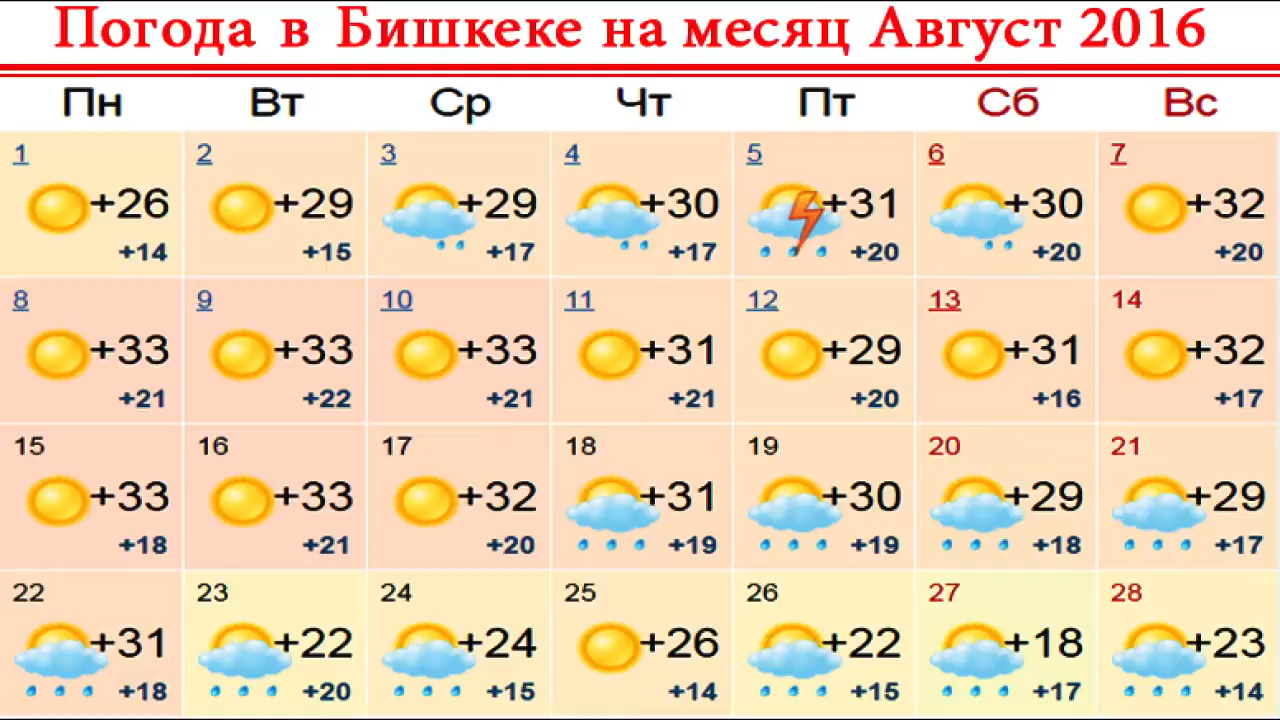 Погода в Бишкеке на месяц Август 2016
Пн Вт Ср Чт Пт Сб Вс
1 2 3 4 5 6 7
+26 +29 +29 +30 +31 +30 +32
+14 +15 +17 +17 +20 +20 +20
8 9 10 11 12 13 14
+33 +33 +33 +31 +29 +31 +32
+21 +22 +21 +21 +20 +16 +17
15 16 17 18 19 20 21
+33 +33 +32 +31 +30 +29 +29
+18 +21 +20 +19 +19 +18 +17
22 23 24 25 26 27 28
+31 +22 +24 +26 +22 +18 +23
+18 +20 +15 +14 +15 +17 +14